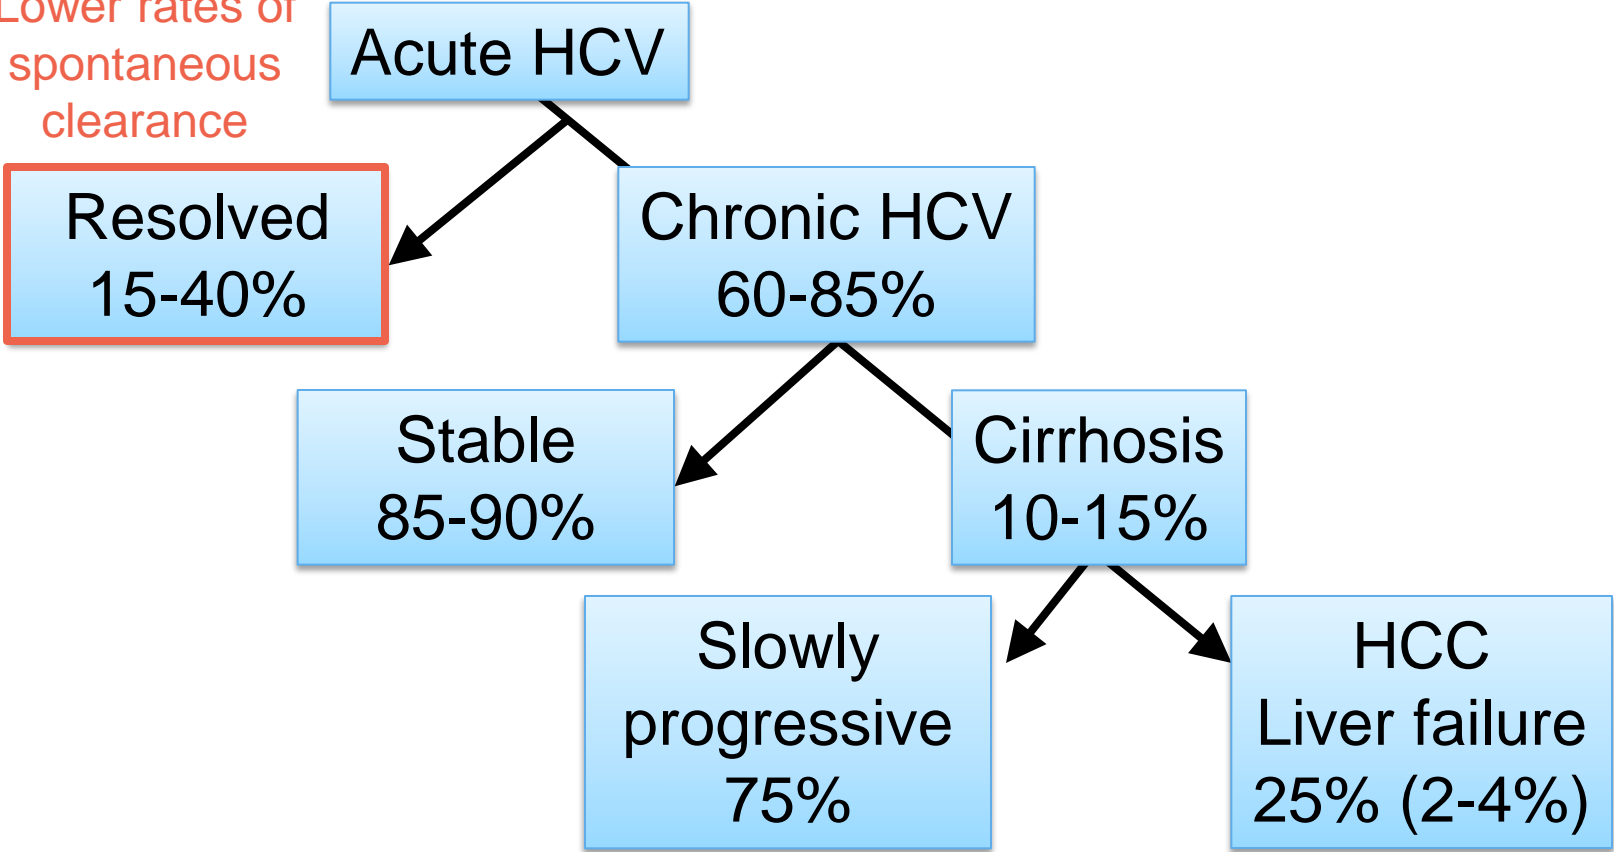 Lower rates of
spontaneous
clearance
Acute HCV
Resolved
15-40%
Chronic HCV
60-85%
Stable
85-90%
Cirrhosis
10-15%
Slowly
progressive
75%
HCC
Liver failure
25% (2-4%)